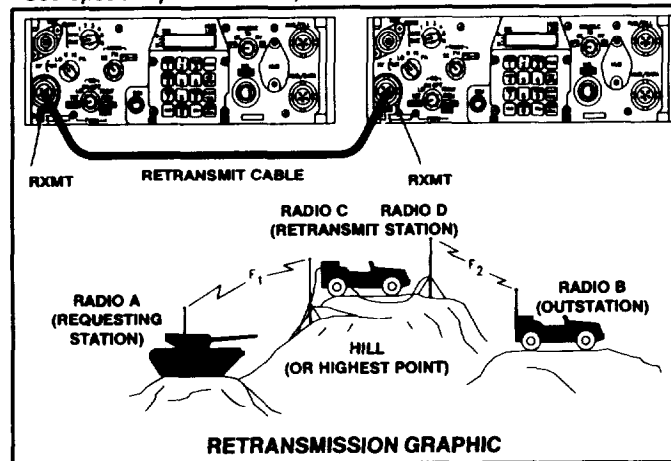 RXMT
RETRANSMIT CABLE
RXMT
RADIO C RADIO D
(RETRANSMIT STATION)
F1
F2
RADIO A
(REQUESTING
STATION)
RADIO B
(OUTSTATION)
HILL
(OR HIGHEST POINT)
RETRANSMISSION GRAPHIC